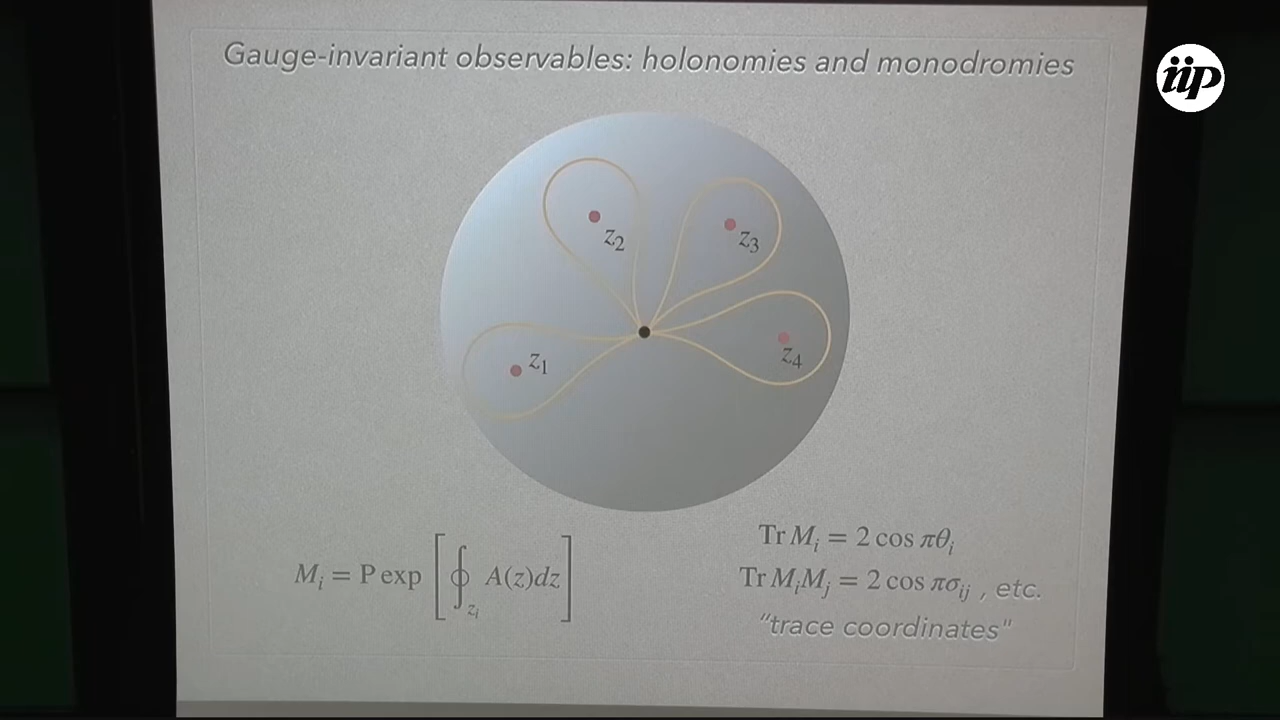 Gauge-invariant observables: holonomies and monodromies
iip
z₂
z₃
z₁
z₄
Tr Mᵢ = 2 cos πθᵢ
Mᵢ = P exp [∮_{zᵢ} A(z)dz]
Tr MᵢMⱼ = 2 cos πσᵢⱼ , etc.
"trace coordinates"